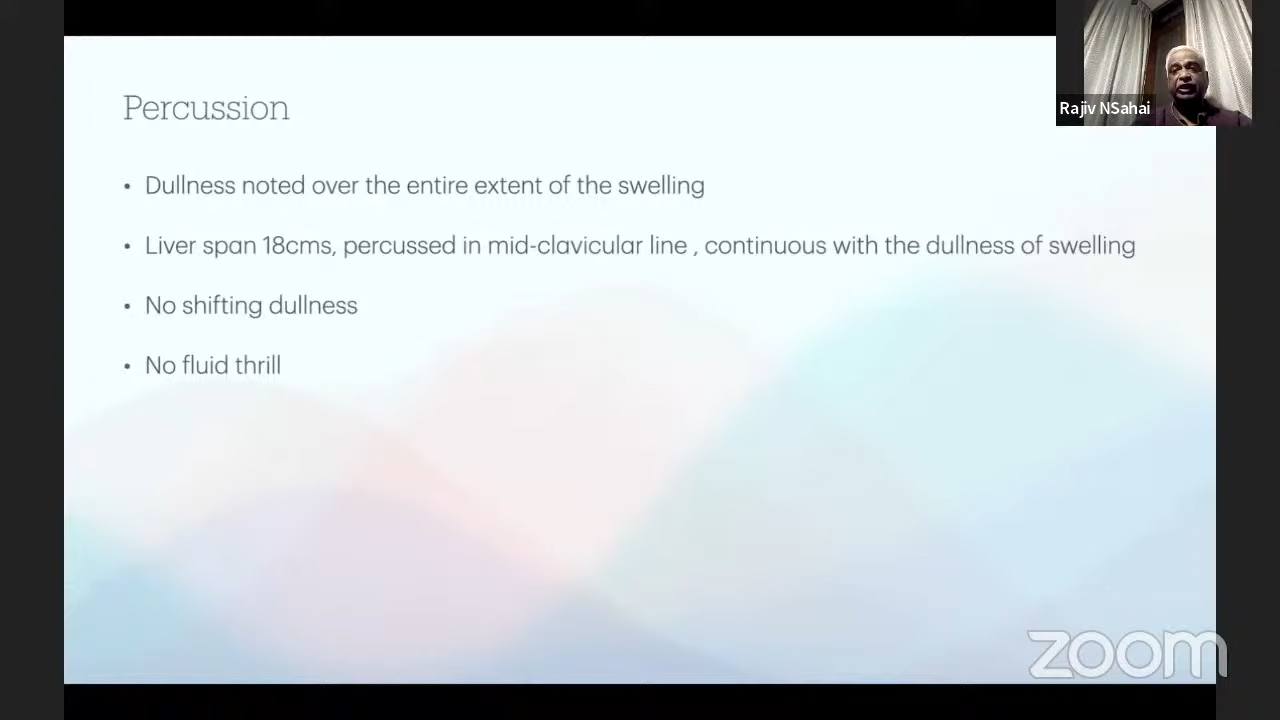 Rajiv NSahai
Percussion
• Dullness noted over the entire extent of the swelling
• Liver span 18cms, percussed in mid-clavicular line , continuous with the dullness of swelling
• No shifting dullness
• No fluid thrill
zoom